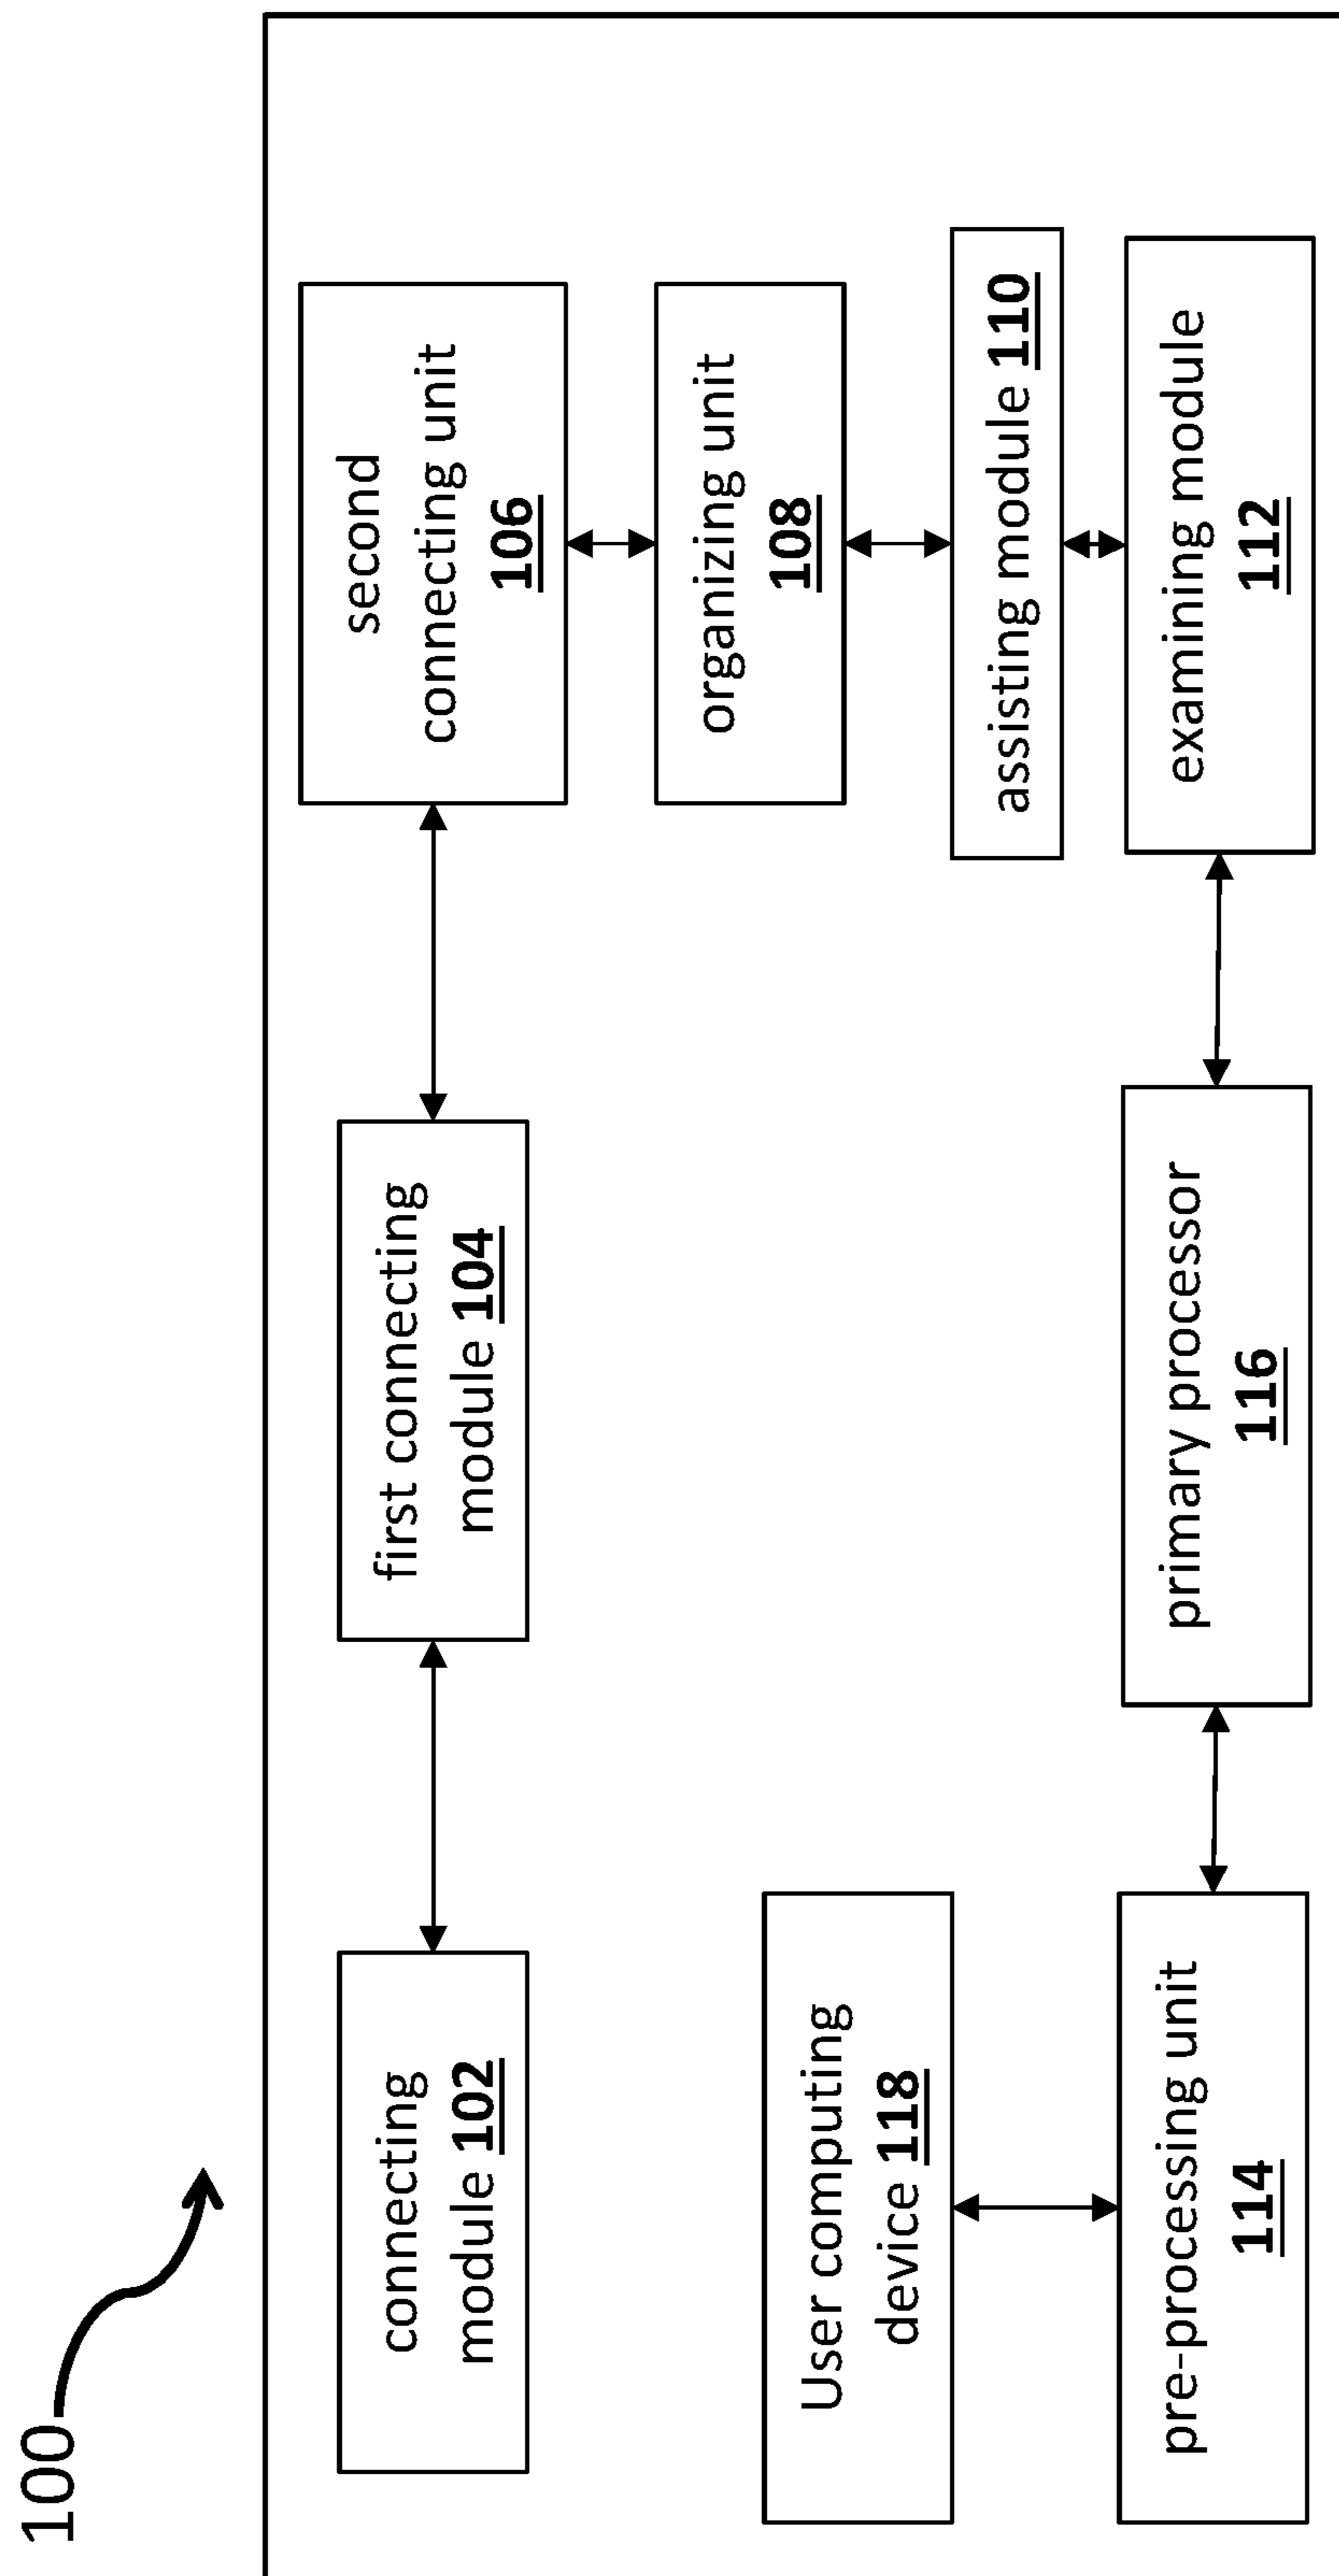 100
connecting
module 102
first connecting
module 104
second
connecting unit
106
organizing unit
108
assisting module 110
examining module
112
primary processor
116
User computing
device 118
pre-processing unit
114